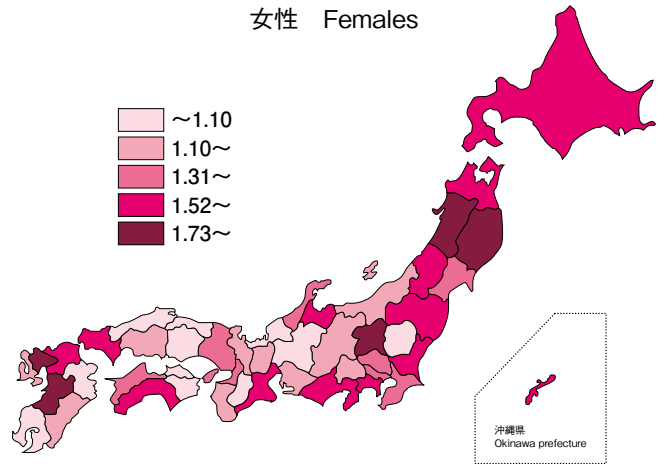 女性 Females
～1.10
1.10～
1.31～
1.52～
1.73～
沖縄県
Okinawa prefecture